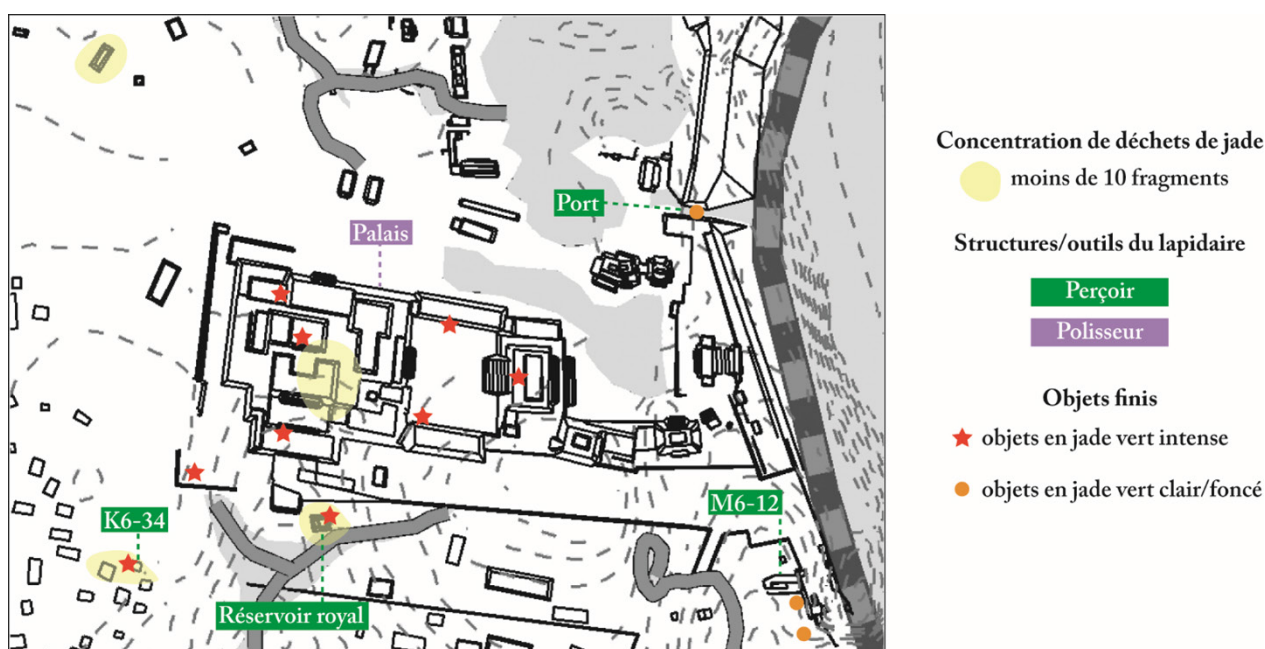 Port
Palais
K6-34
M6-12
Réservoir royal
Concentration de déchets de jade
moins de 10 fragments
Structures/outils du lapidaire
Perçoir
Polisseur
Objets finis
objets en jade vert intense
objets en jade vert clair/foncé